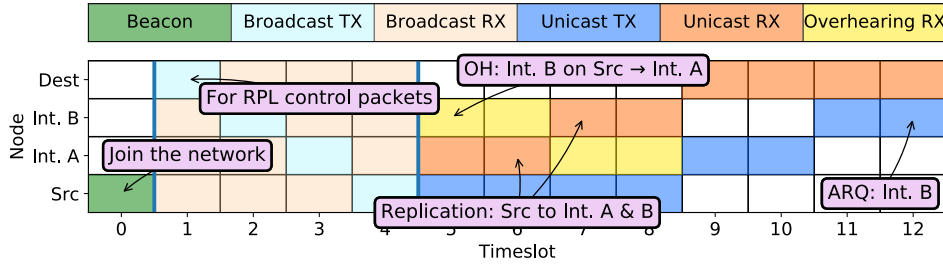 Beacon Broadcast TX Broadcast RX Unicast TX Unicast RX Overhearing RX
Dest
Int. B
Int. A
Src
Node
OH: Int. B on Src → Int. A
For RPL control packets
Join the network
Replication: Src to Int. A & B
ARQ: Int. B
0 1 2 3 4 5 6 7 8 9 10 11 12
Timeslot